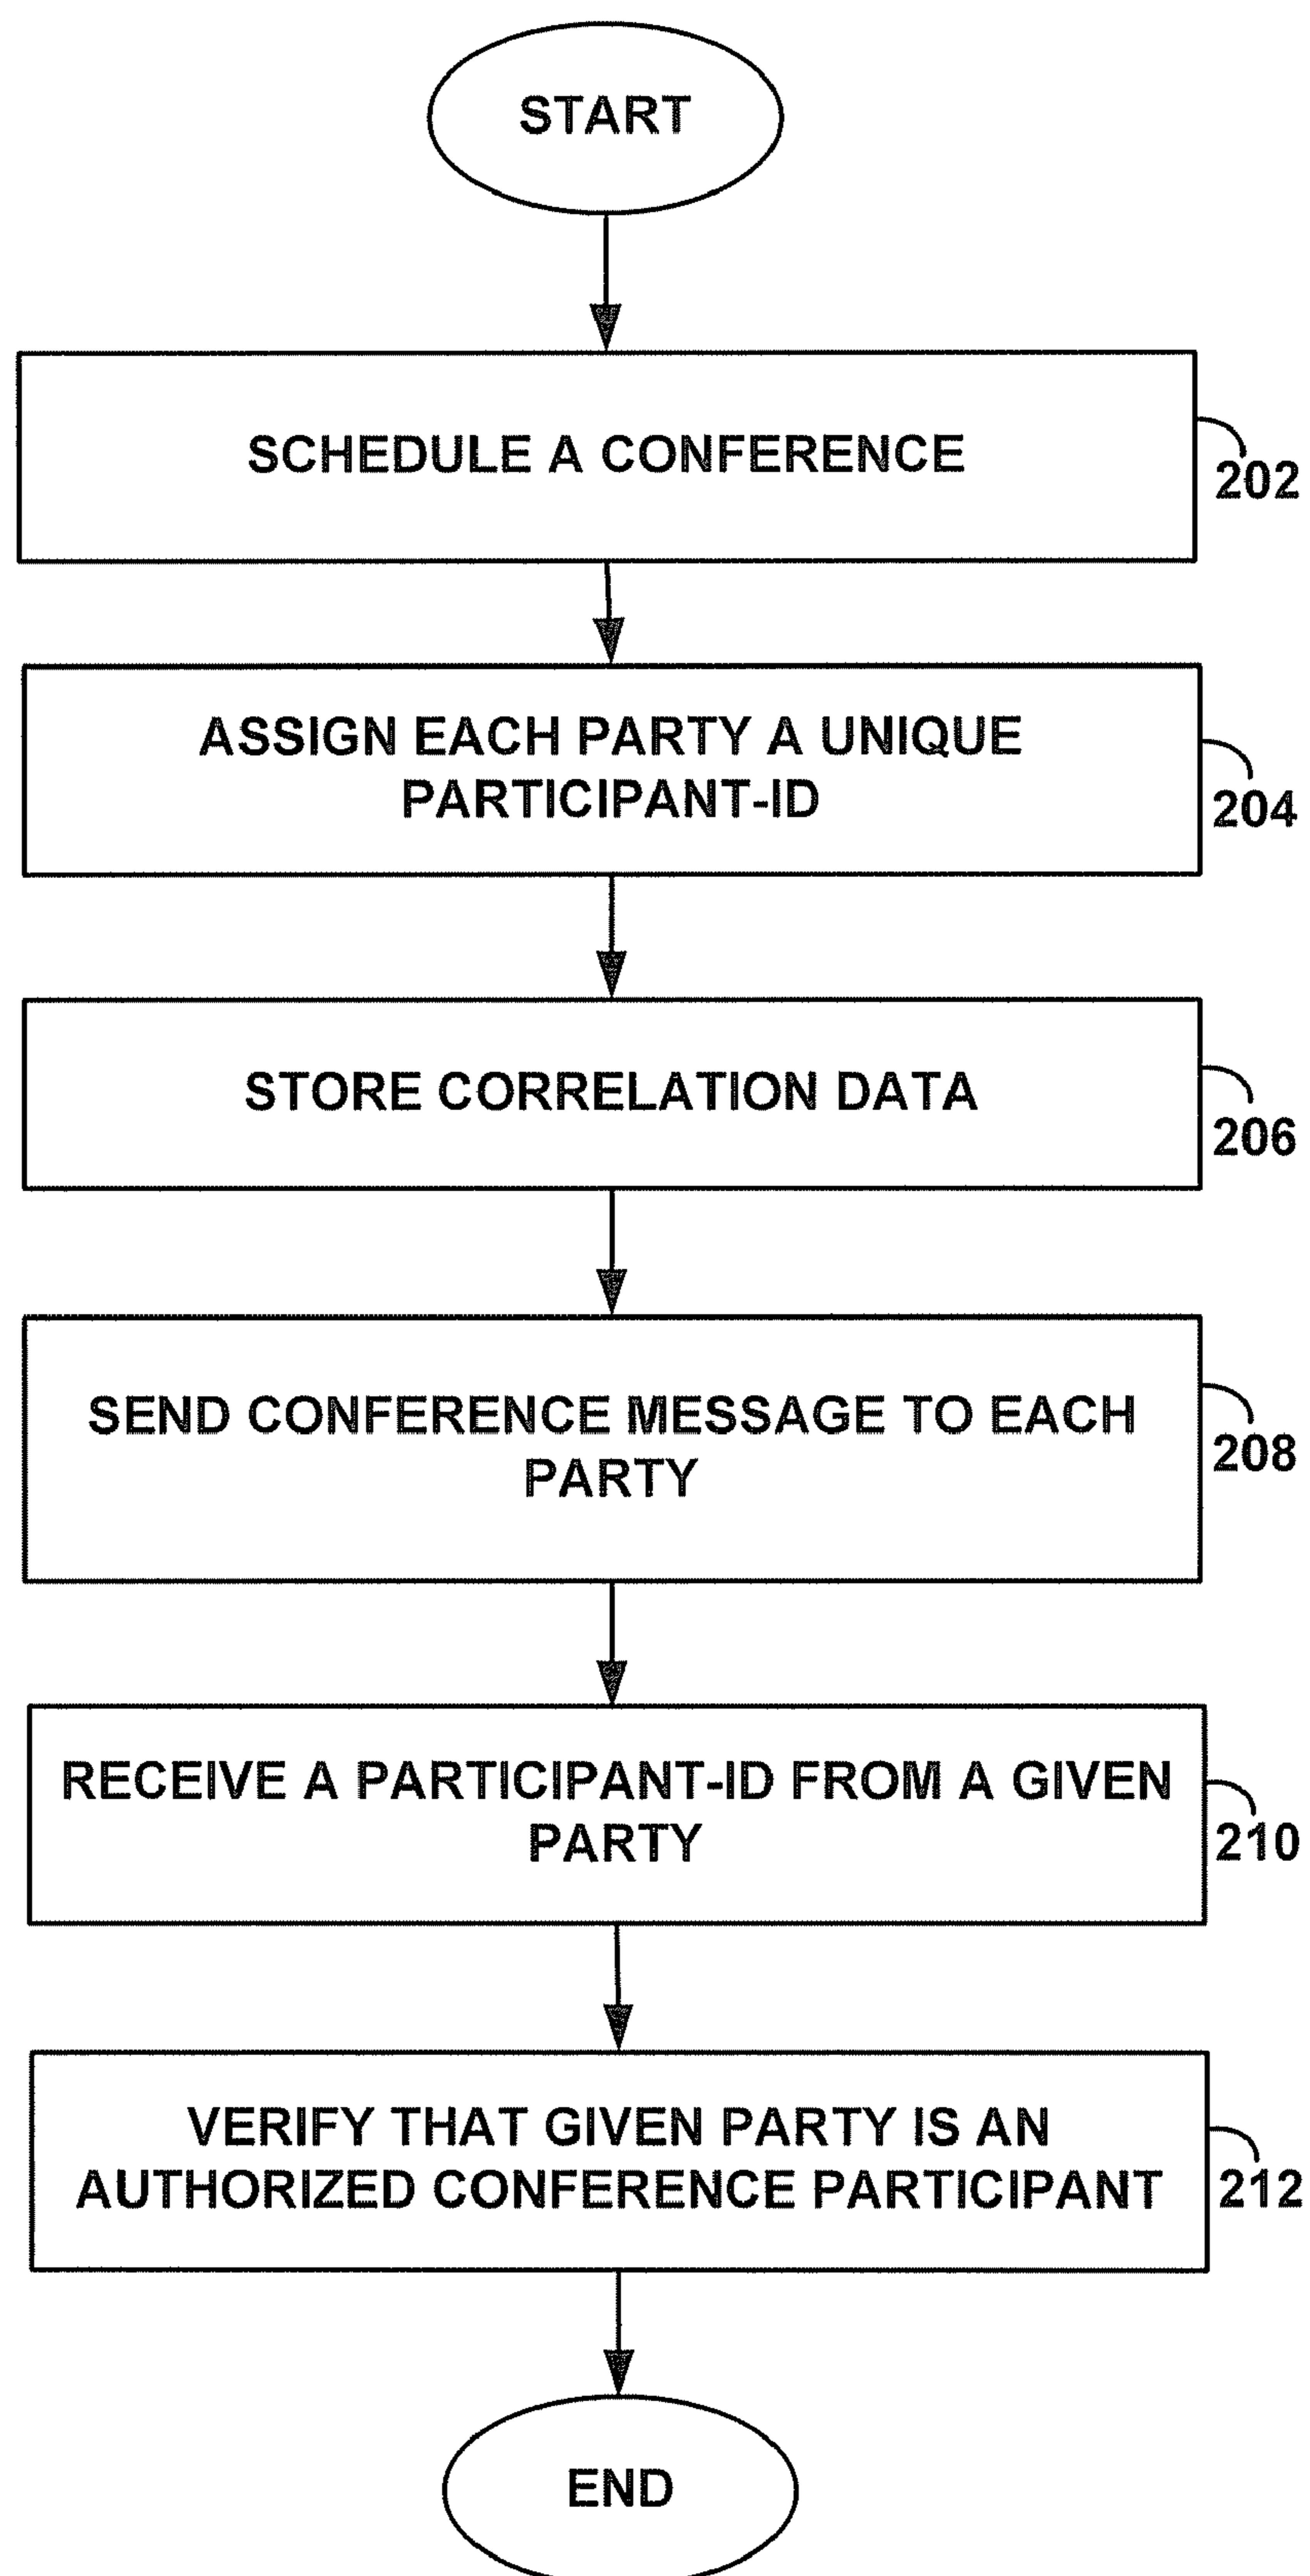 START
SCHEDULE A CONFERENCE
202
ASSIGN EACH PARTY A UNIQUE
PARTICIPANT-ID
204
STORE CORRELATION DATA
206
SEND CONFERENCE MESSAGE TO EACH
PARTY
208
RECEIVE A PARTICIPANT-ID FROM A GIVEN
PARTY
210
VERIFY THAT GIVEN PARTY IS AN
AUTHORIZED CONFERENCE PARTICIPANT
212
END